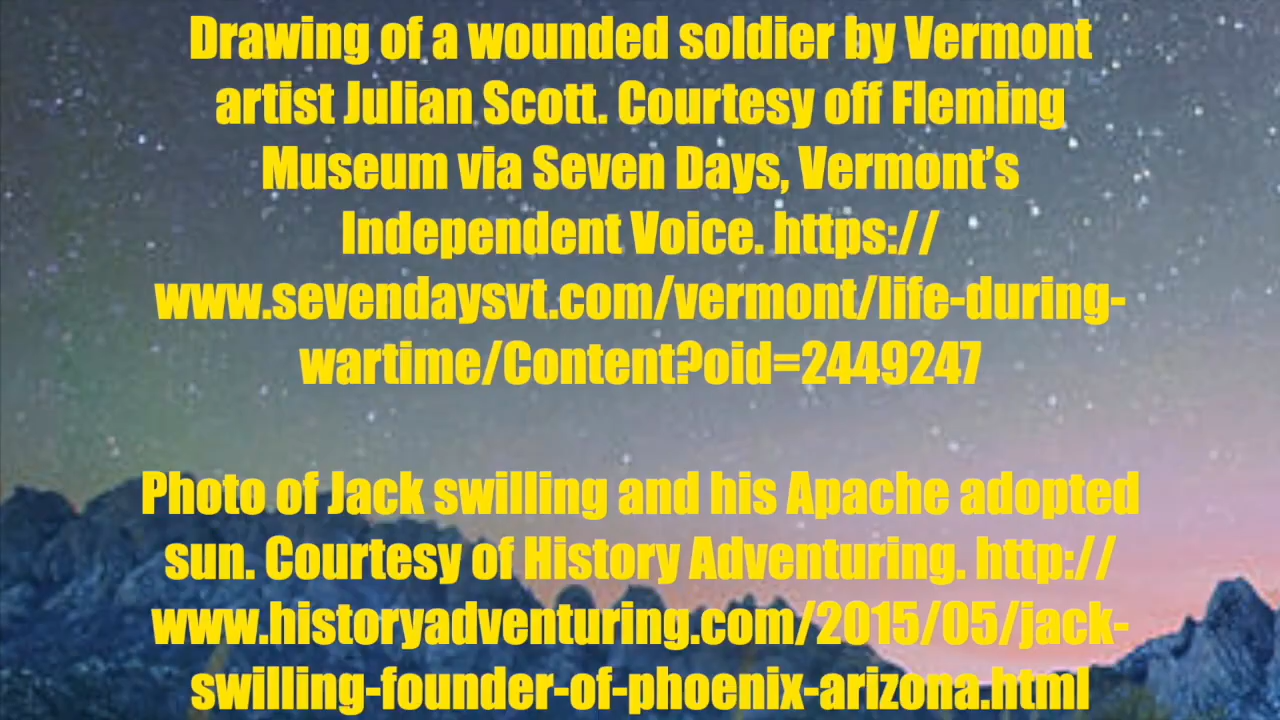 Drawing of a wounded soldier by Vermont
artist Julian Scott. Courtesy off Fleming
Museum via Seven Days, Vermont’s
Independent Voice. https://
www.sevendaysvt.com/vermont/life-during-
wartime/Content?oid=2449247
Photo of Jack swilling and his Apache adopted
sun. Courtesy of History Adventuring. http://
www.historyadventuring.com/2015/05/jack-
swilling-founder-of-phoenix-arizona.html